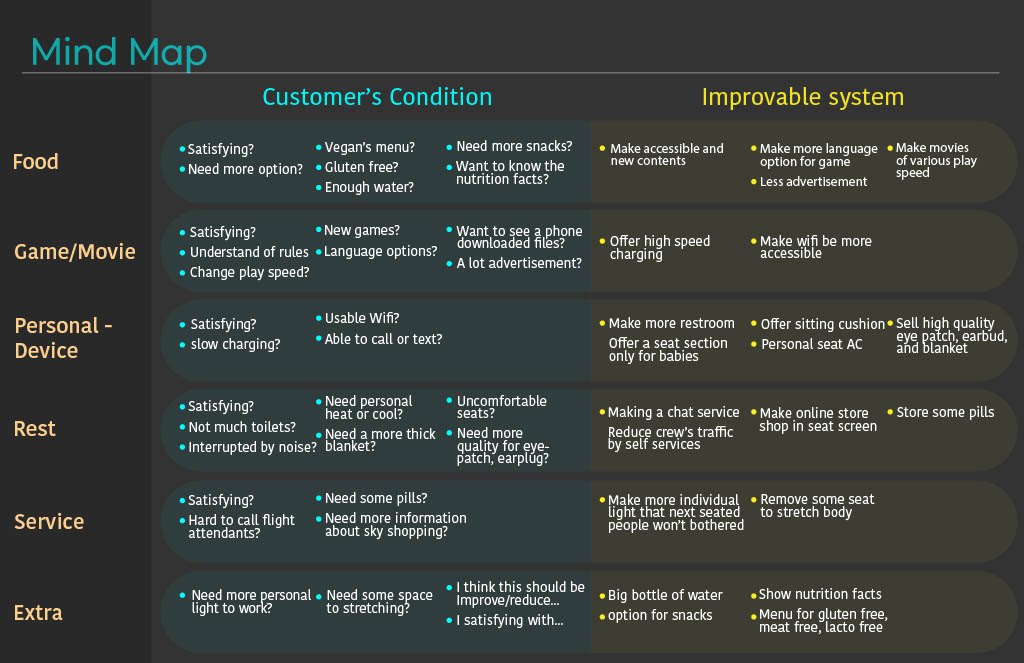 Mind Map
Customer's Condition
Improvable system
Food
Satisfying?
Need more option?
Vegan's menu?
Gluten free?
Enough water?
Need more snacks?
Want to know the
nutrition facts?
Make accessible and
new contents
Make more language
option for game
Less advertisement
Make movies
of various play
speed
Game/Movie
Satisfying?
Understand of rules
Change play speed?
New games?
Language options?
Want to see a phone
downloaded files?
A lot advertisement?
Offer high speed
charging
Make wifi be more
accessible
Personal -
Device
Satisfying?
slow charging?
Usable Wifi?
Able to call or text?
Make more restroom
Offer a seat section
only for babies
Offer sitting cushion
Personal seat AC
Sell high quality
eye patch, earbud,
and blanket
Rest
Satisfying?
Not much toilets?
Interrupted by noise?
Need personal
heat or cool?
Need a more thick
blanket?
Uncomfortable
seats?
Need more
quality for eye-
patch, earplug?
Making a chat service
Reduce crew's traffic
by self services
Make online store
shop in seat screen
Store some pills
Service
Satisfying?
Hard to call flight
attendants?
Need some pills?
Need more information
about sky shopping?
Make more individual
light that next seated
people won't bothered
Remove some seat
to stretch body
Extra
Need more personal
light to work?
Need some space
to stretching?
I think this should be
Improve/reduce...
I satisfying with...
Big bottle of water
option for snacks
Show nutrition facts
Menu for gluten free,
meat free, lacto free